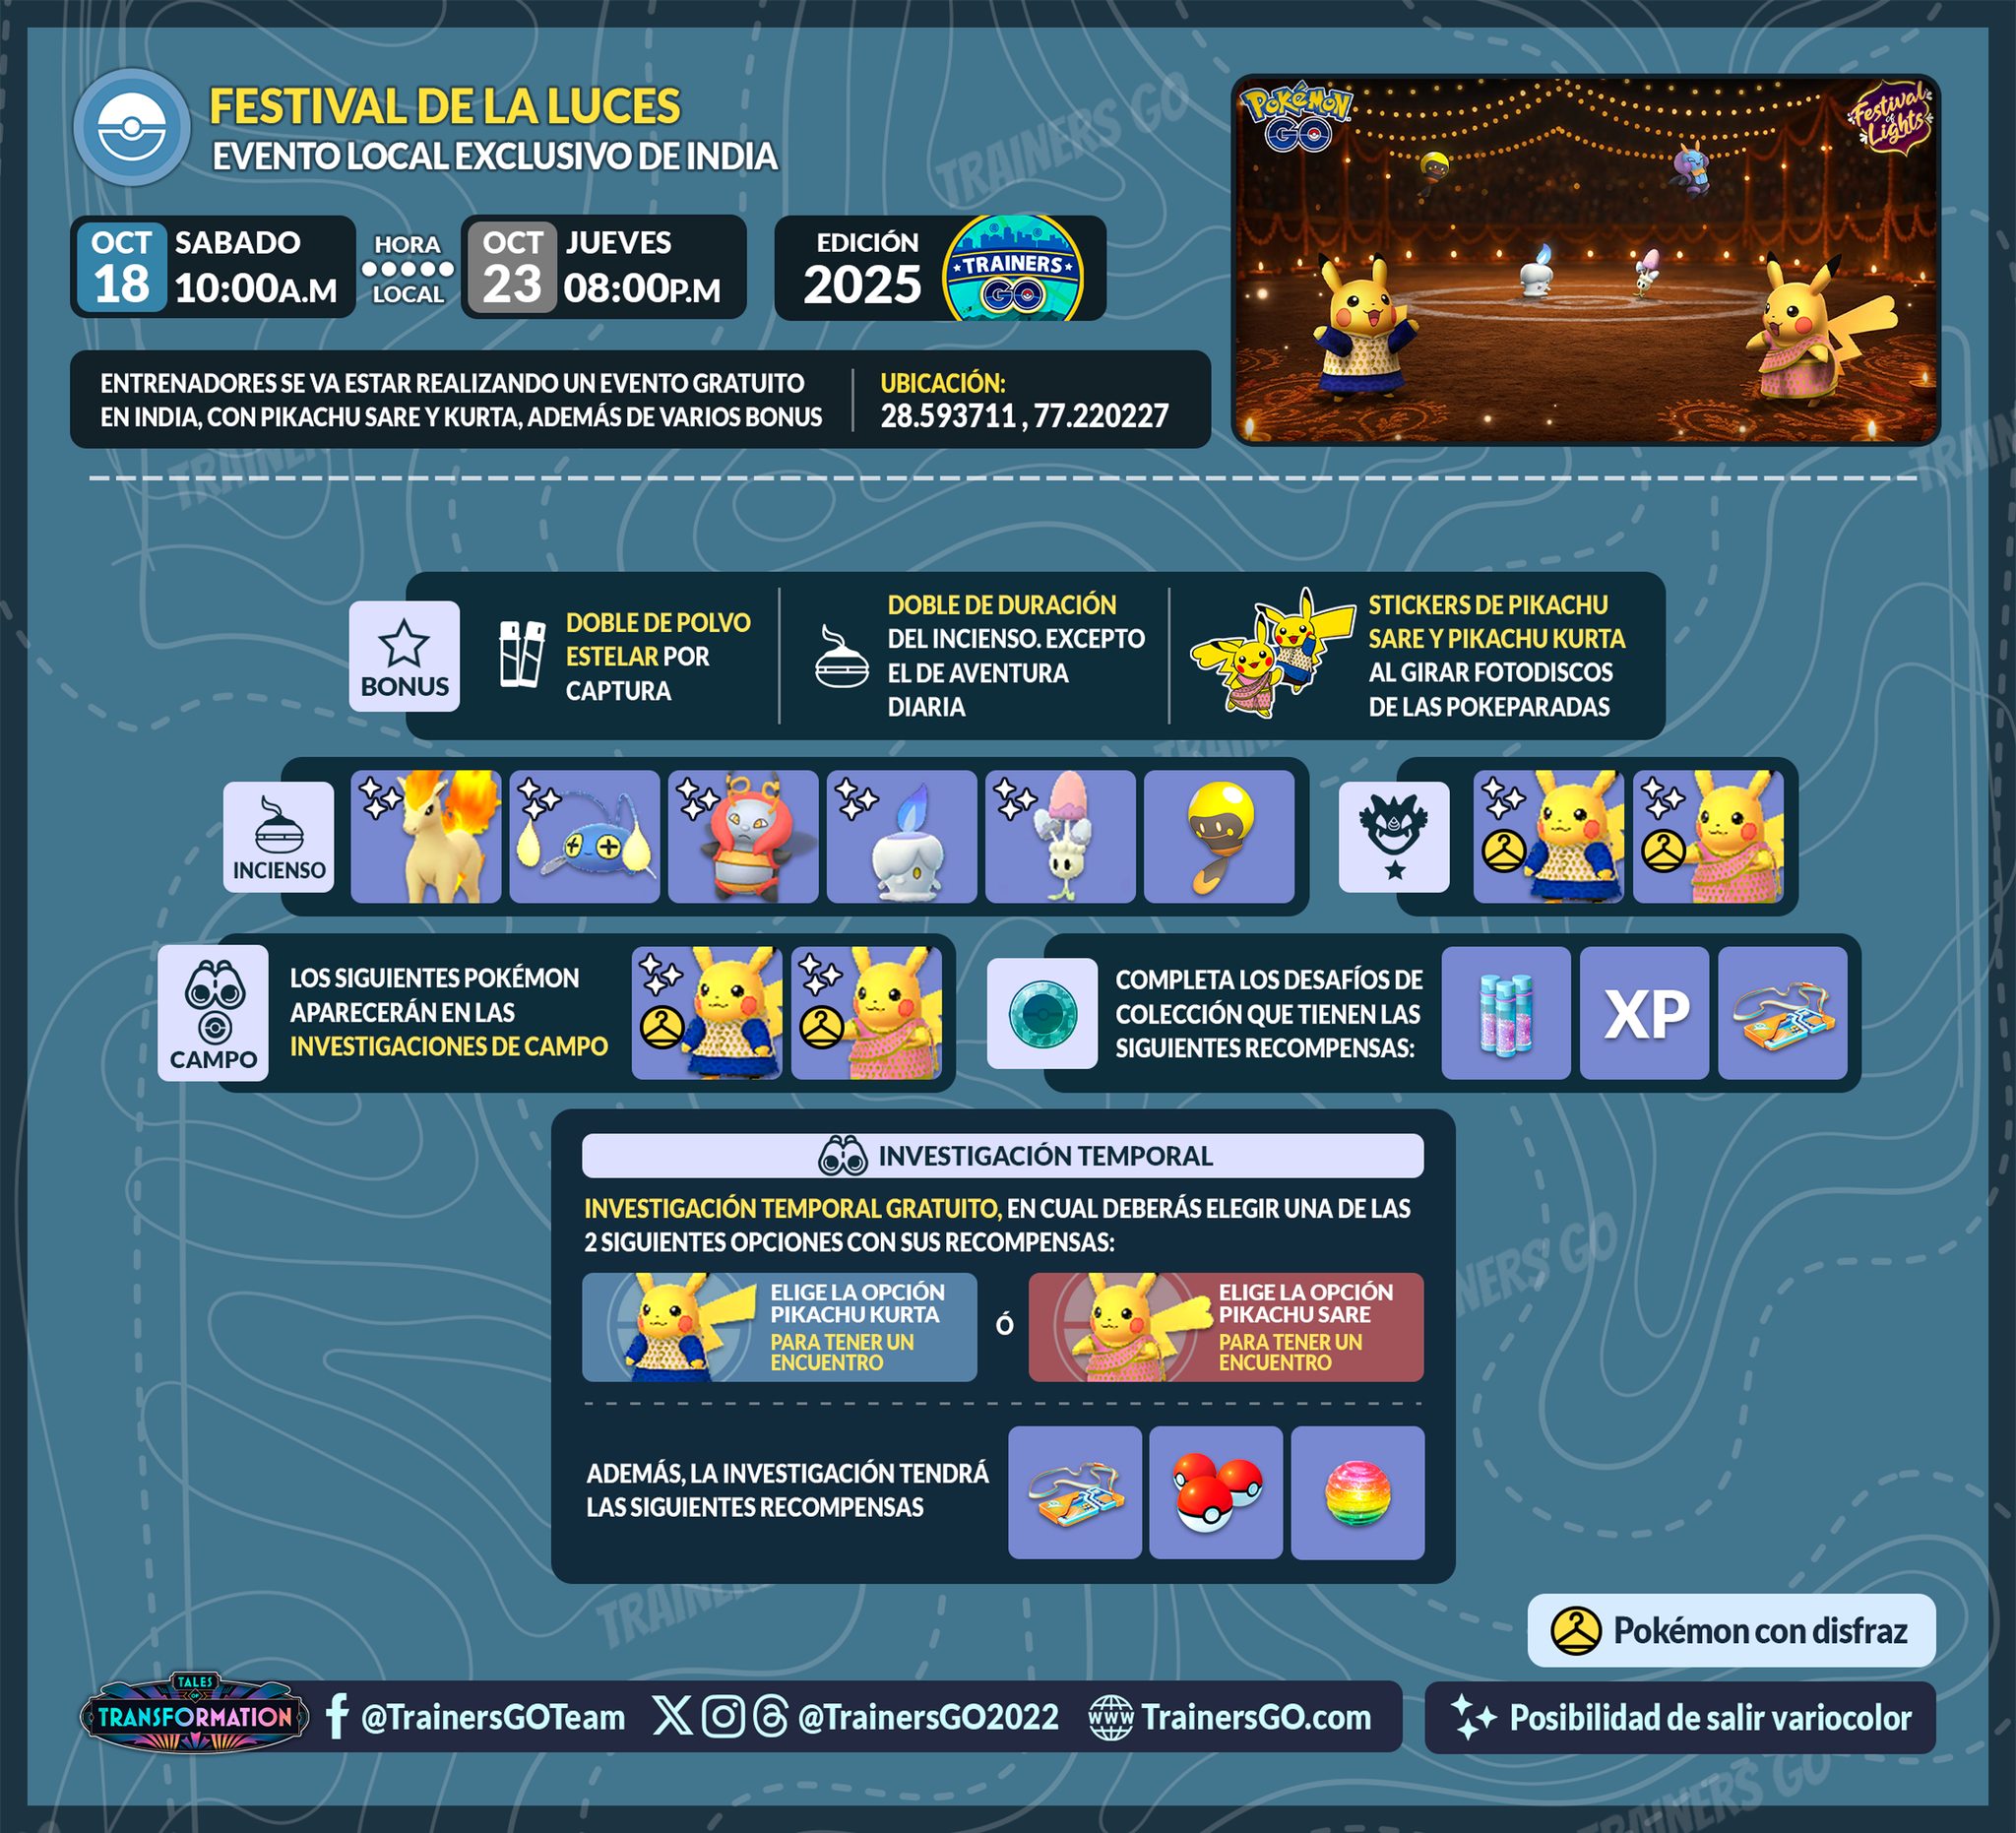 FESTIVAL DE LA LUCES
EVENTO LOCAL EXCLUSIVO DE INDIA
OCT
18
SABADO
10:00A.M
HORA
LOCAL
OCT
23
JUEVES
08:00P.M
EDICIÓN
2025
TRAINERS
GO
Pokémon
GO
Festival
of
Lights
ENTRENADORES SE VA ESTAR REALIZANDO UN EVENTO GRATUITO
EN INDIA, CON PIKACHU SARE Y KURTA, ADEMÁS DE VARIOS BONUS
UBICACIÓN:
28.593711 , 77.220227
BONUS
DOBLE DE POLVO
ESTELAR POR
CAPTURA
DOBLE DE DURACIÓN
DEL INCIENSO. EXCEPTO
EL DE AVENTURA
DIARIA
STICKERS DE PIKACHU
SARE Y PIKACHU KURTA
AL GIRAR FOTODISCOS
DE LAS POKEPARADAS
INCIENSO
CAMPO
LOS SIGUIENTES POKÉMON
APARECERÁN EN LAS
INVESTIGACIONES DE CAMPO
COMPLETA LOS DESAFÍOS DE
COLECCIÓN QUE TIENEN LAS
SIGUIENTES RECOMPENSAS:
XP
INVESTIGACIÓN TEMPORAL
INVESTIGACIÓN TEMPORAL GRATUITO, EN CUAL DEBERÁS ELEGIR UNA DE LAS
2 SIGUIENTES OPCIONES CON SUS RECOMPENSAS:
ELIGE LA OPCIÓN
PIKACHU KURTA
PARA TENER UN
ENCUENTRO
Ó
ELIGE LA OPCIÓN
PIKACHU SARE
PARA TENER UN
ENCUENTRO
ADEMÁS, LA INVESTIGACIÓN TENDRÁ
LAS SIGUIENTES RECOMPENSAS
Pokémon con disfraz
TALES
OF
TRANSFORMATION
@TrainersGOTeam
@TrainersGO2022
WWW
TrainersGO.com
Posibilidad de salir variocolor
TRAINERS GO
TRAINERS GO